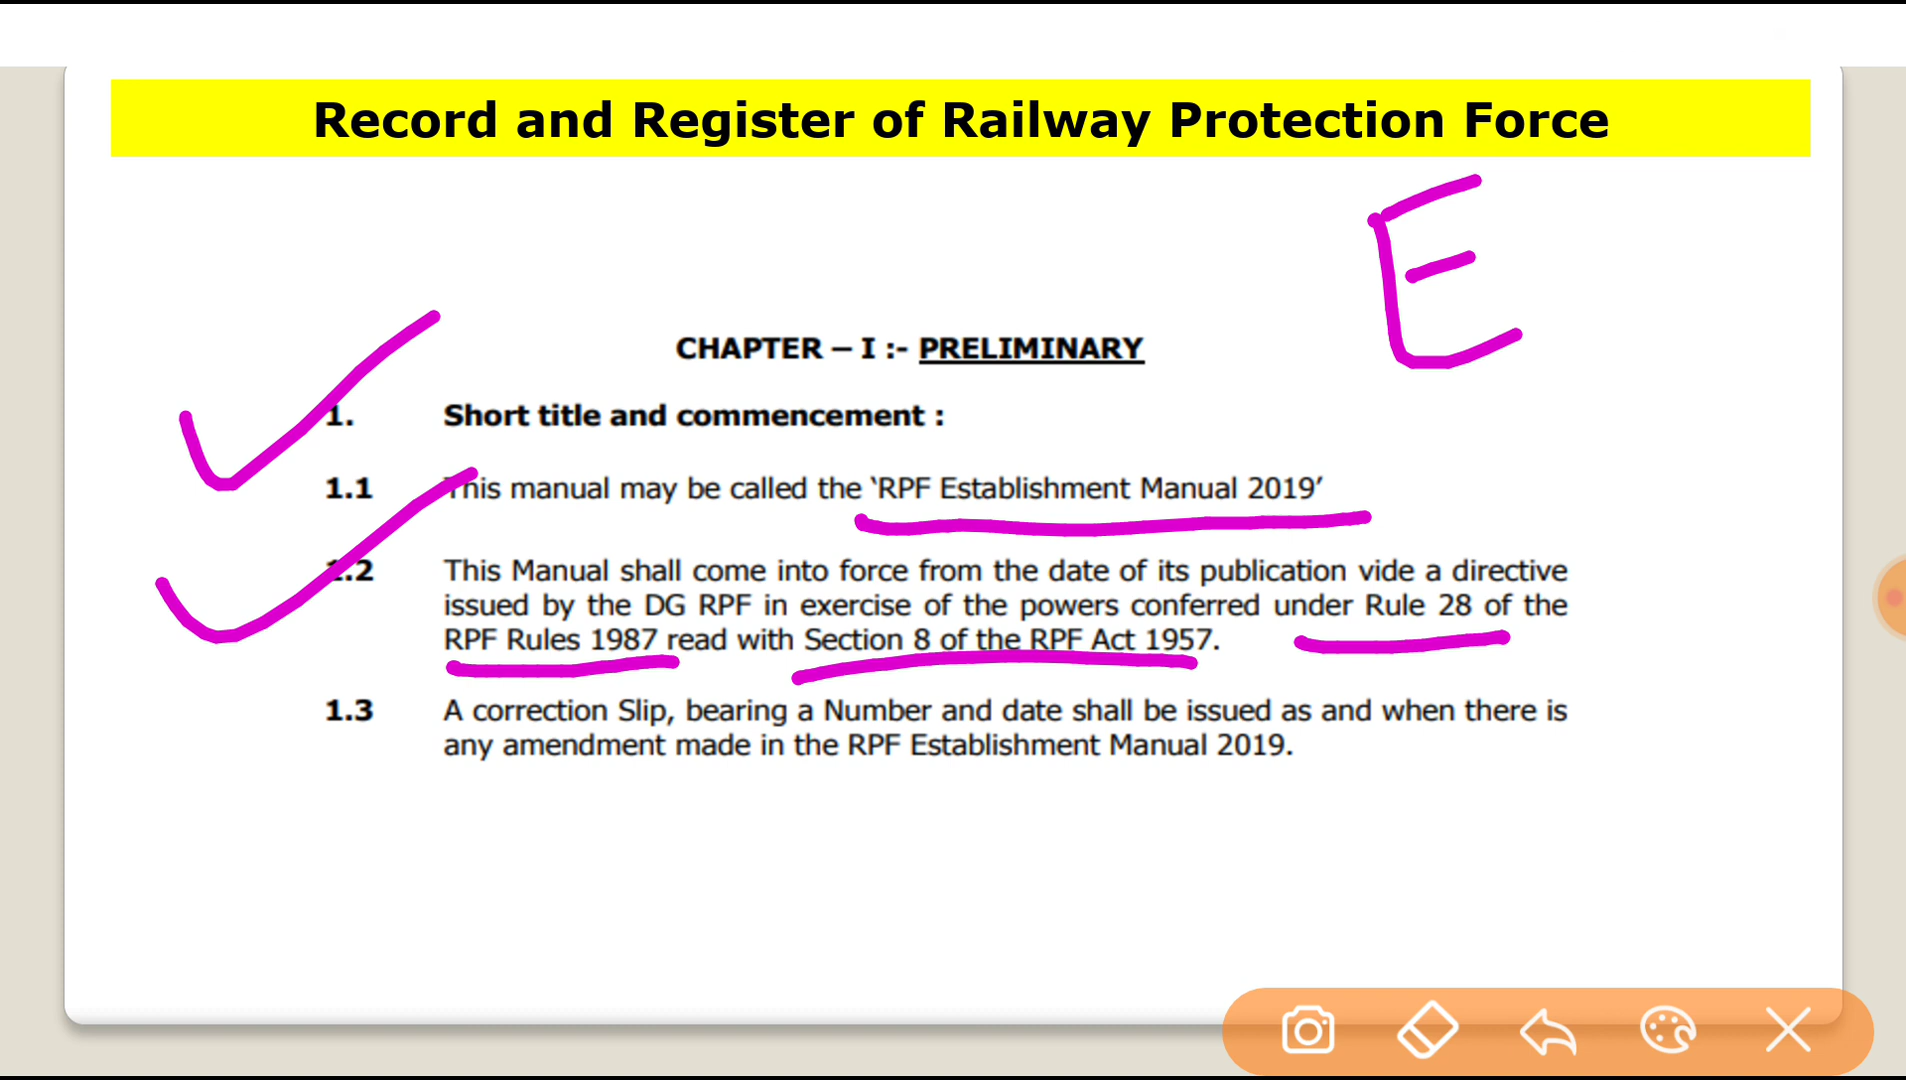 Record and Register of Railway Protection Force
E
CHAPTER – I :- PRELIMINARY
1. Short title and commencement :
1.1 This manual may be called the ‘RPF Establishment Manual 2019’
1.2 This Manual shall come into force from the date of its publication vide a directive
issued by the DG RPF in exercise of the powers conferred under Rule 28 of the
RPF Rules 1987 read with Section 8 of the RPF Act 1957.
1.3 A correction Slip, bearing a Number and date shall be issued as and when there is
any amendment made in the RPF Establishment Manual 2019.